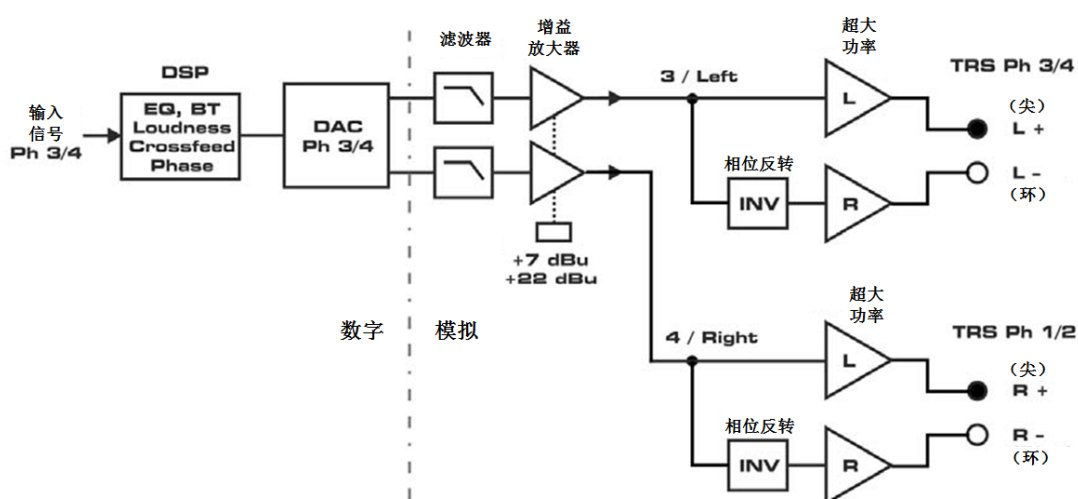 DSP
输入
信号
Ph 3/4
EQ, BT
Loudness
Crossfeed
Phase
DAC
Ph 3/4
滤波器
增益
放大器
+7 dBu
+22 dBu
数字
模拟
3 / Left
超大
功率
L
相位反转
INV
R
TRS Ph 3/4
(尖)
L +
L -
(环)
4 / Right
超大
功率
L
相位反转
INV
R
TRS Ph 1/2
(尖)
R +
R -
(环)